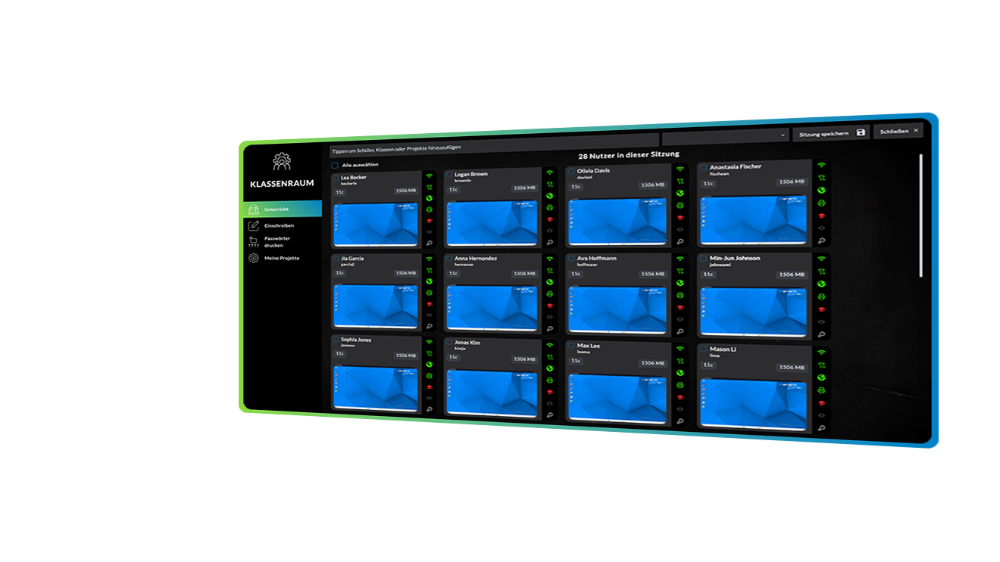 Tippen um Schüler, Klassen oder Projekte hinzuzufügen
Sitzung speichern
Schließen
KLASSENRAUM
Unterricht
Einschreiben
Passwörter
drucken
Meine Projekte
Alle auswählen
28 Nutzer in dieser Sitzung
Lea Becker
beckerle
11c
1506 MB
Logan Brown
brownlo
11c
1506 MB
Olivia Davis
davisol
11c
1506 MB
Anastasia Fischer
fischean
11c
1506 MB
Jia Garcia
garciaji
11c
1506 MB
Anna Hernandez
hernanan
11c
1506 MB
Ava Hoffmann
hoffmaav
11c
1506 MB
Min-Jun Johnson
johnsomi
11c
1506 MB
Sophia Jones
jonesso
11c
1506 MB
Jonas Kim
kimjo
11c
1506 MB
Max Lee
leema
11c
1506 MB
Mason Li
lima
11c
1506 MB